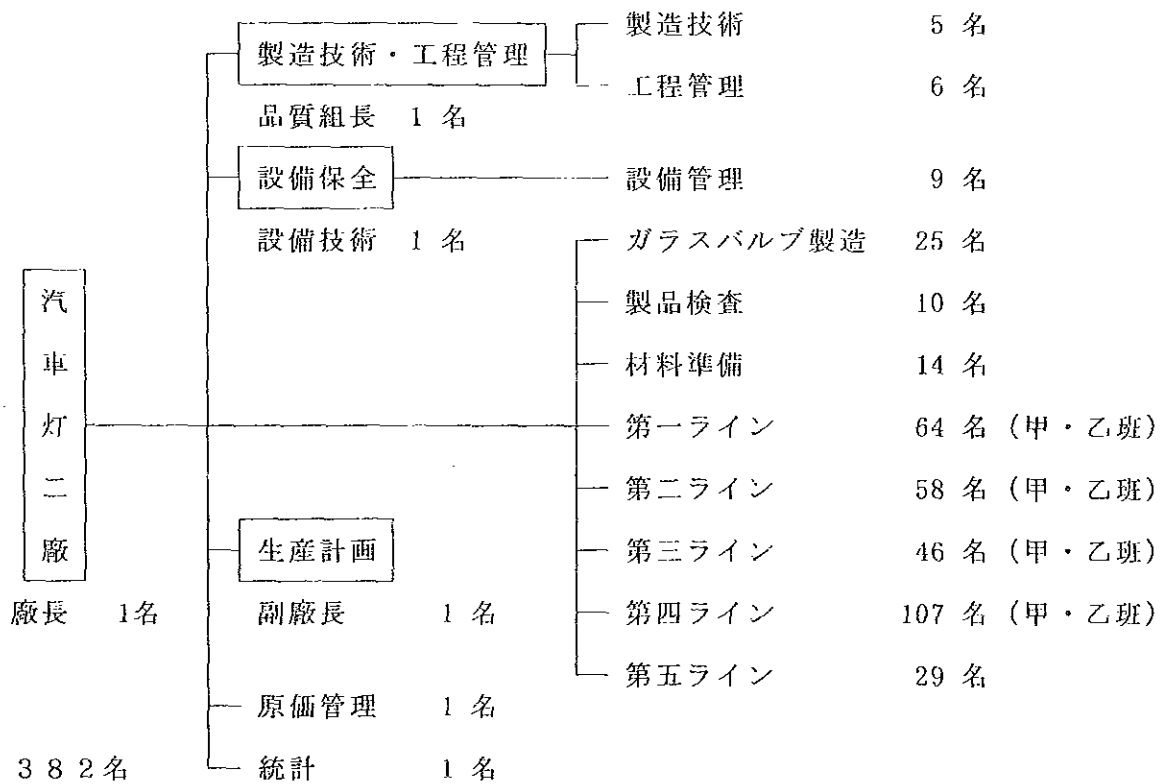 製造技術 5 名
製造技術・工程管理
工程管理 6 名
品質組長 1 名
設備保全
設備管理 9 名
設備技術 1 名
ガラスバルブ製造 25 名
汽車灯二廠
製品検査 10 名
材料準備 14 名
第一ライン 64 名 (甲・乙班)
第二ライン 58 名 (甲・乙班)
生産計画
第三ライン 46 名 (甲・乙班)
廠長 1名
副廠長 1 名
第四ライン 107 名 (甲・乙班)
第五ライン 29 名
原価管理 1 名
382名
統計 1 名